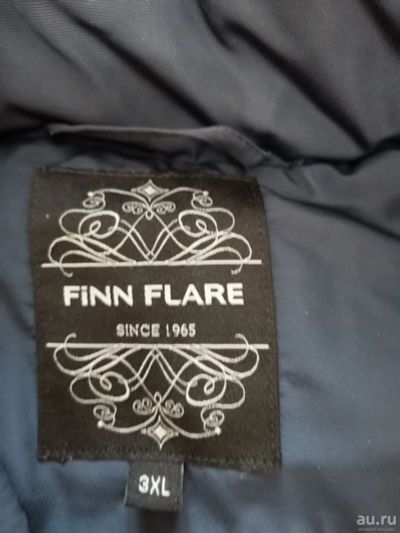 FiNN FLARE
SINCE 1965
3XL
au.ru